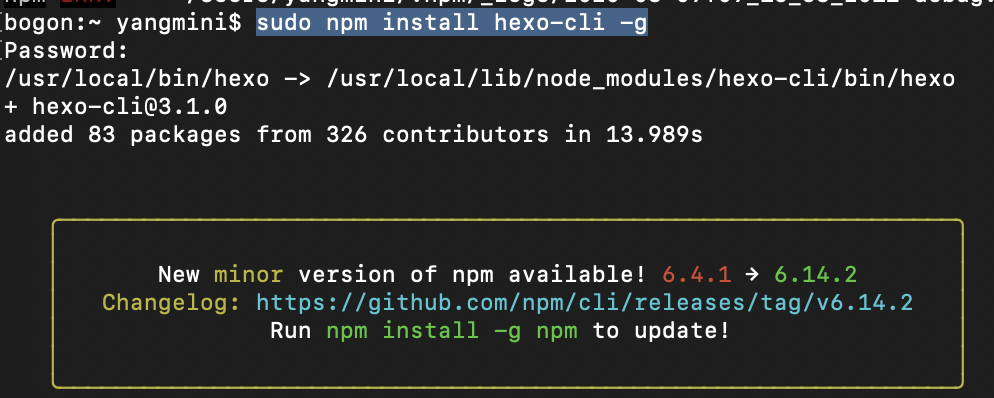 bogon:~ yangmini$ sudo npm install hexo-cli -g
Password:
/usr/local/bin/hexo -> /usr/local/lib/node_modules/hexo-cli/bin/hexo
+ hexo-cli@3.1.0
added 83 packages from 326 contributors in 13.989s
New minor version of npm available! 6.4.1 → 6.14.2
Changelog: https://github.com/npm/cli/releases/tag/v6.14.2
Run npm install -g npm to update!